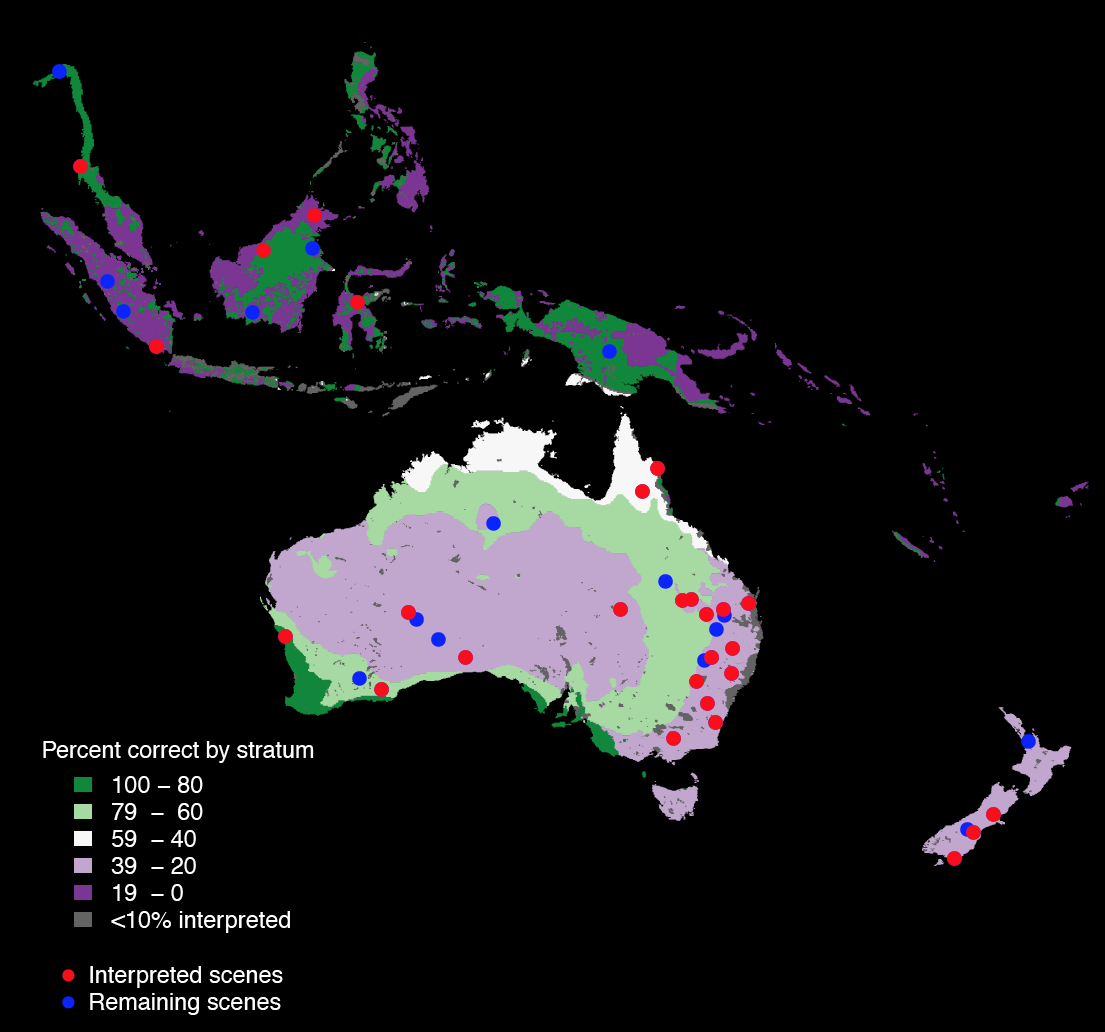 Percent correct by stratum
100 – 80
79 – 60
59 – 40
39 – 20
19 – 0
<10% interpreted
Interpreted scenes
Remaining scenes